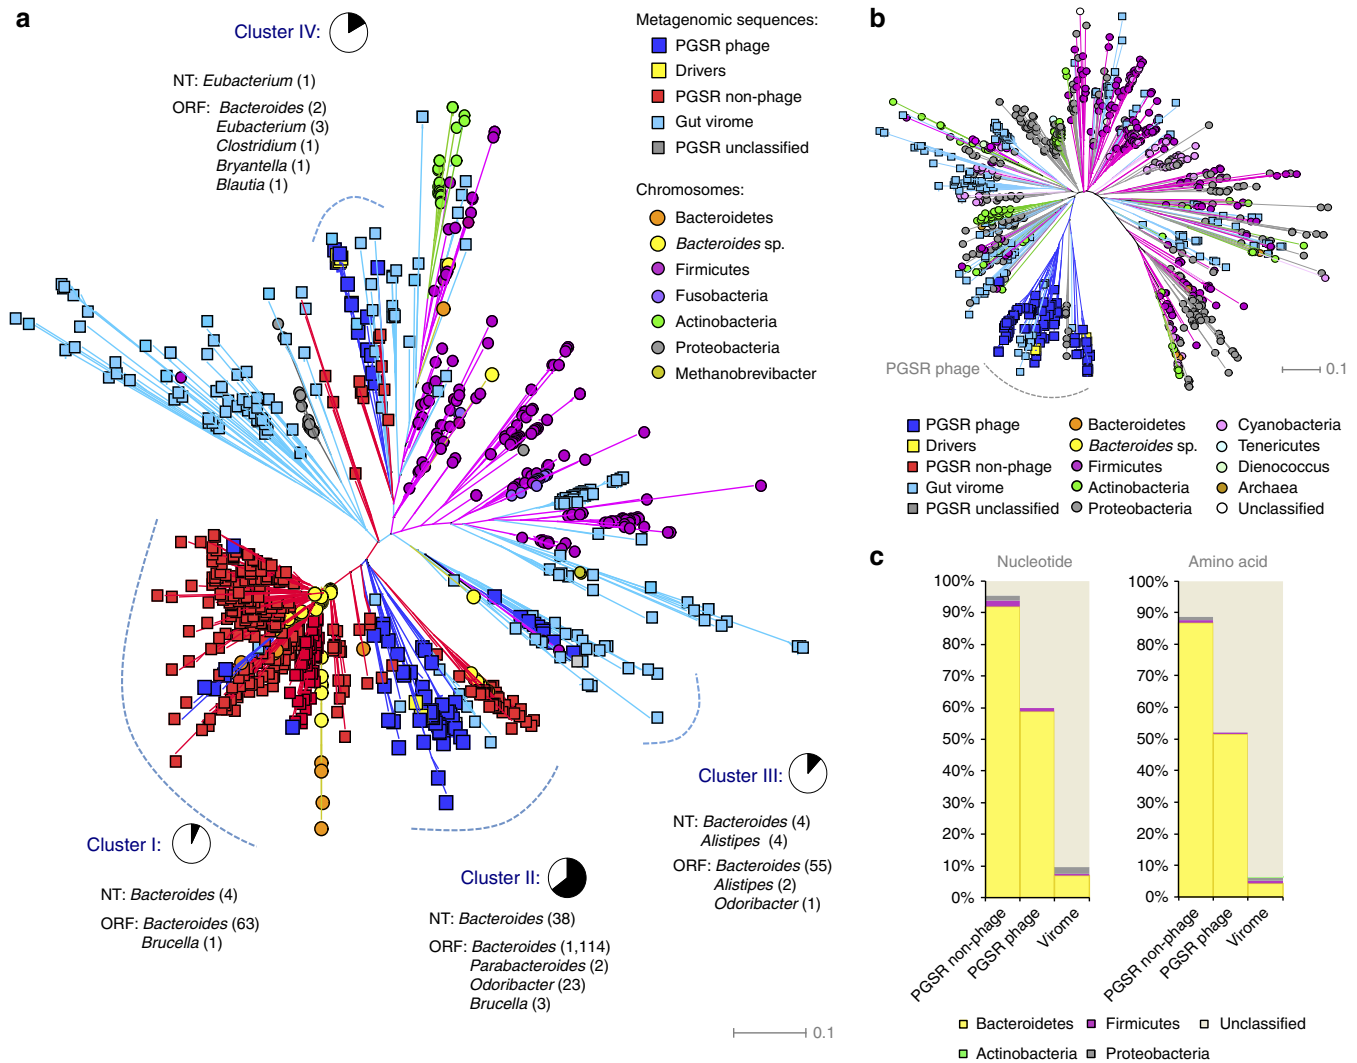 a
Cluster IV:
NT: Eubacterium (1)
ORF: Bacteroides (2)
Eubacterium (3)
Clostridium (1)
Bryantella (1)
Blautia (1)
Metagenomic sequences:
PGSR phage
Drivers
PGSR non-phage
Gut virome
PGSR unclassified
Chromosomes:
Bacteroidetes
Bacteroides sp.
Firmicutes
Fusobacteria
Actinobacteria
Proteobacteria
Methanobrevibacter
Cluster I:
NT: Bacteroides (4)
ORF: Bacteroides (63)
Brucella (1)
Cluster II:
NT: Bacteroides (38)
ORF: Bacteroides (1,114)
Parabacteroides (2)
Odoribacter (23)
Brucella (3)
Cluster III:
NT: Bacteroides (4)
Alistipes (4)
ORF: Bacteroides (55)
Alistipes (2)
Odoribacter (1)
0.1
b
PGSR phage
0.1
PGSR phage
Drivers
PGSR non-phage
Gut virome
PGSR unclassified
Bacteroidetes
Bacteroides sp.
Firmicutes
Actinobacteria
Proteobacteria
Cyanobacteria
Tenericutes
Dienococcus
Archaea
Unclassified
c
Nucleotide
100%
90%
80%
70%
60%
50%
40%
30%
20%
10%
0%
PGSR non-phage
PGSR phage
Virome
Amino acid
100%
90%
80%
70%
60%
50%
40%
30%
20%
10%
0%
PGSR non-phage
PGSR phage
Virome
Bacteroidetes
Firmicutes
Unclassified
Actinobacteria
Proteobacteria